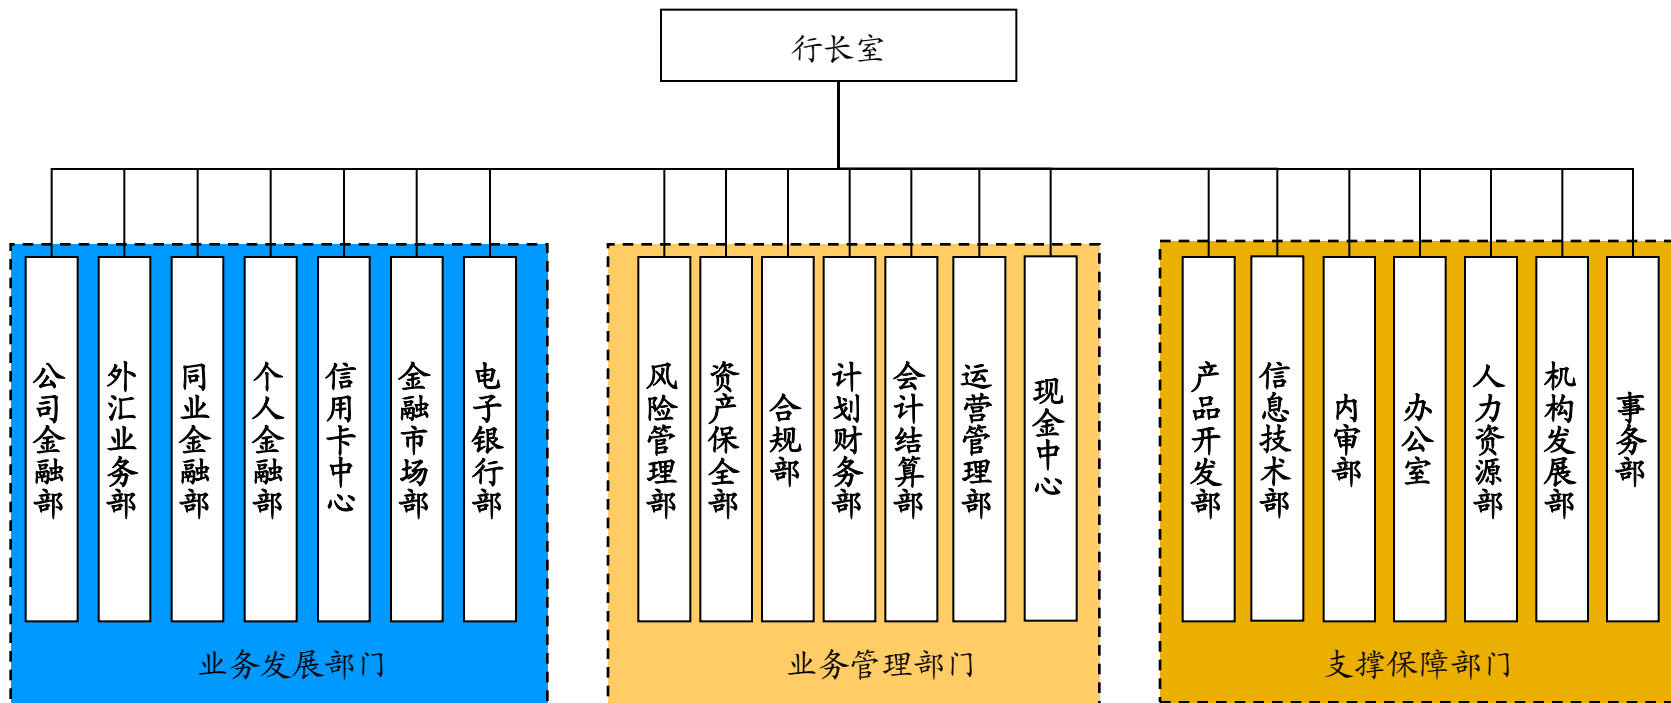 行长室
公司金融部
外汇业务部
同业金融部
个人金融部
信用卡中心
金融市场部
电子银行部
风险管理部
资产保全部
合规部
计划财务部
会计结算部
运营管理部
现金中心
产品开发部
信息技术部
内审部
办公室
人力资源部
机构发展部
事务部
业务发展部门
业务管理部门
支撑保障部门